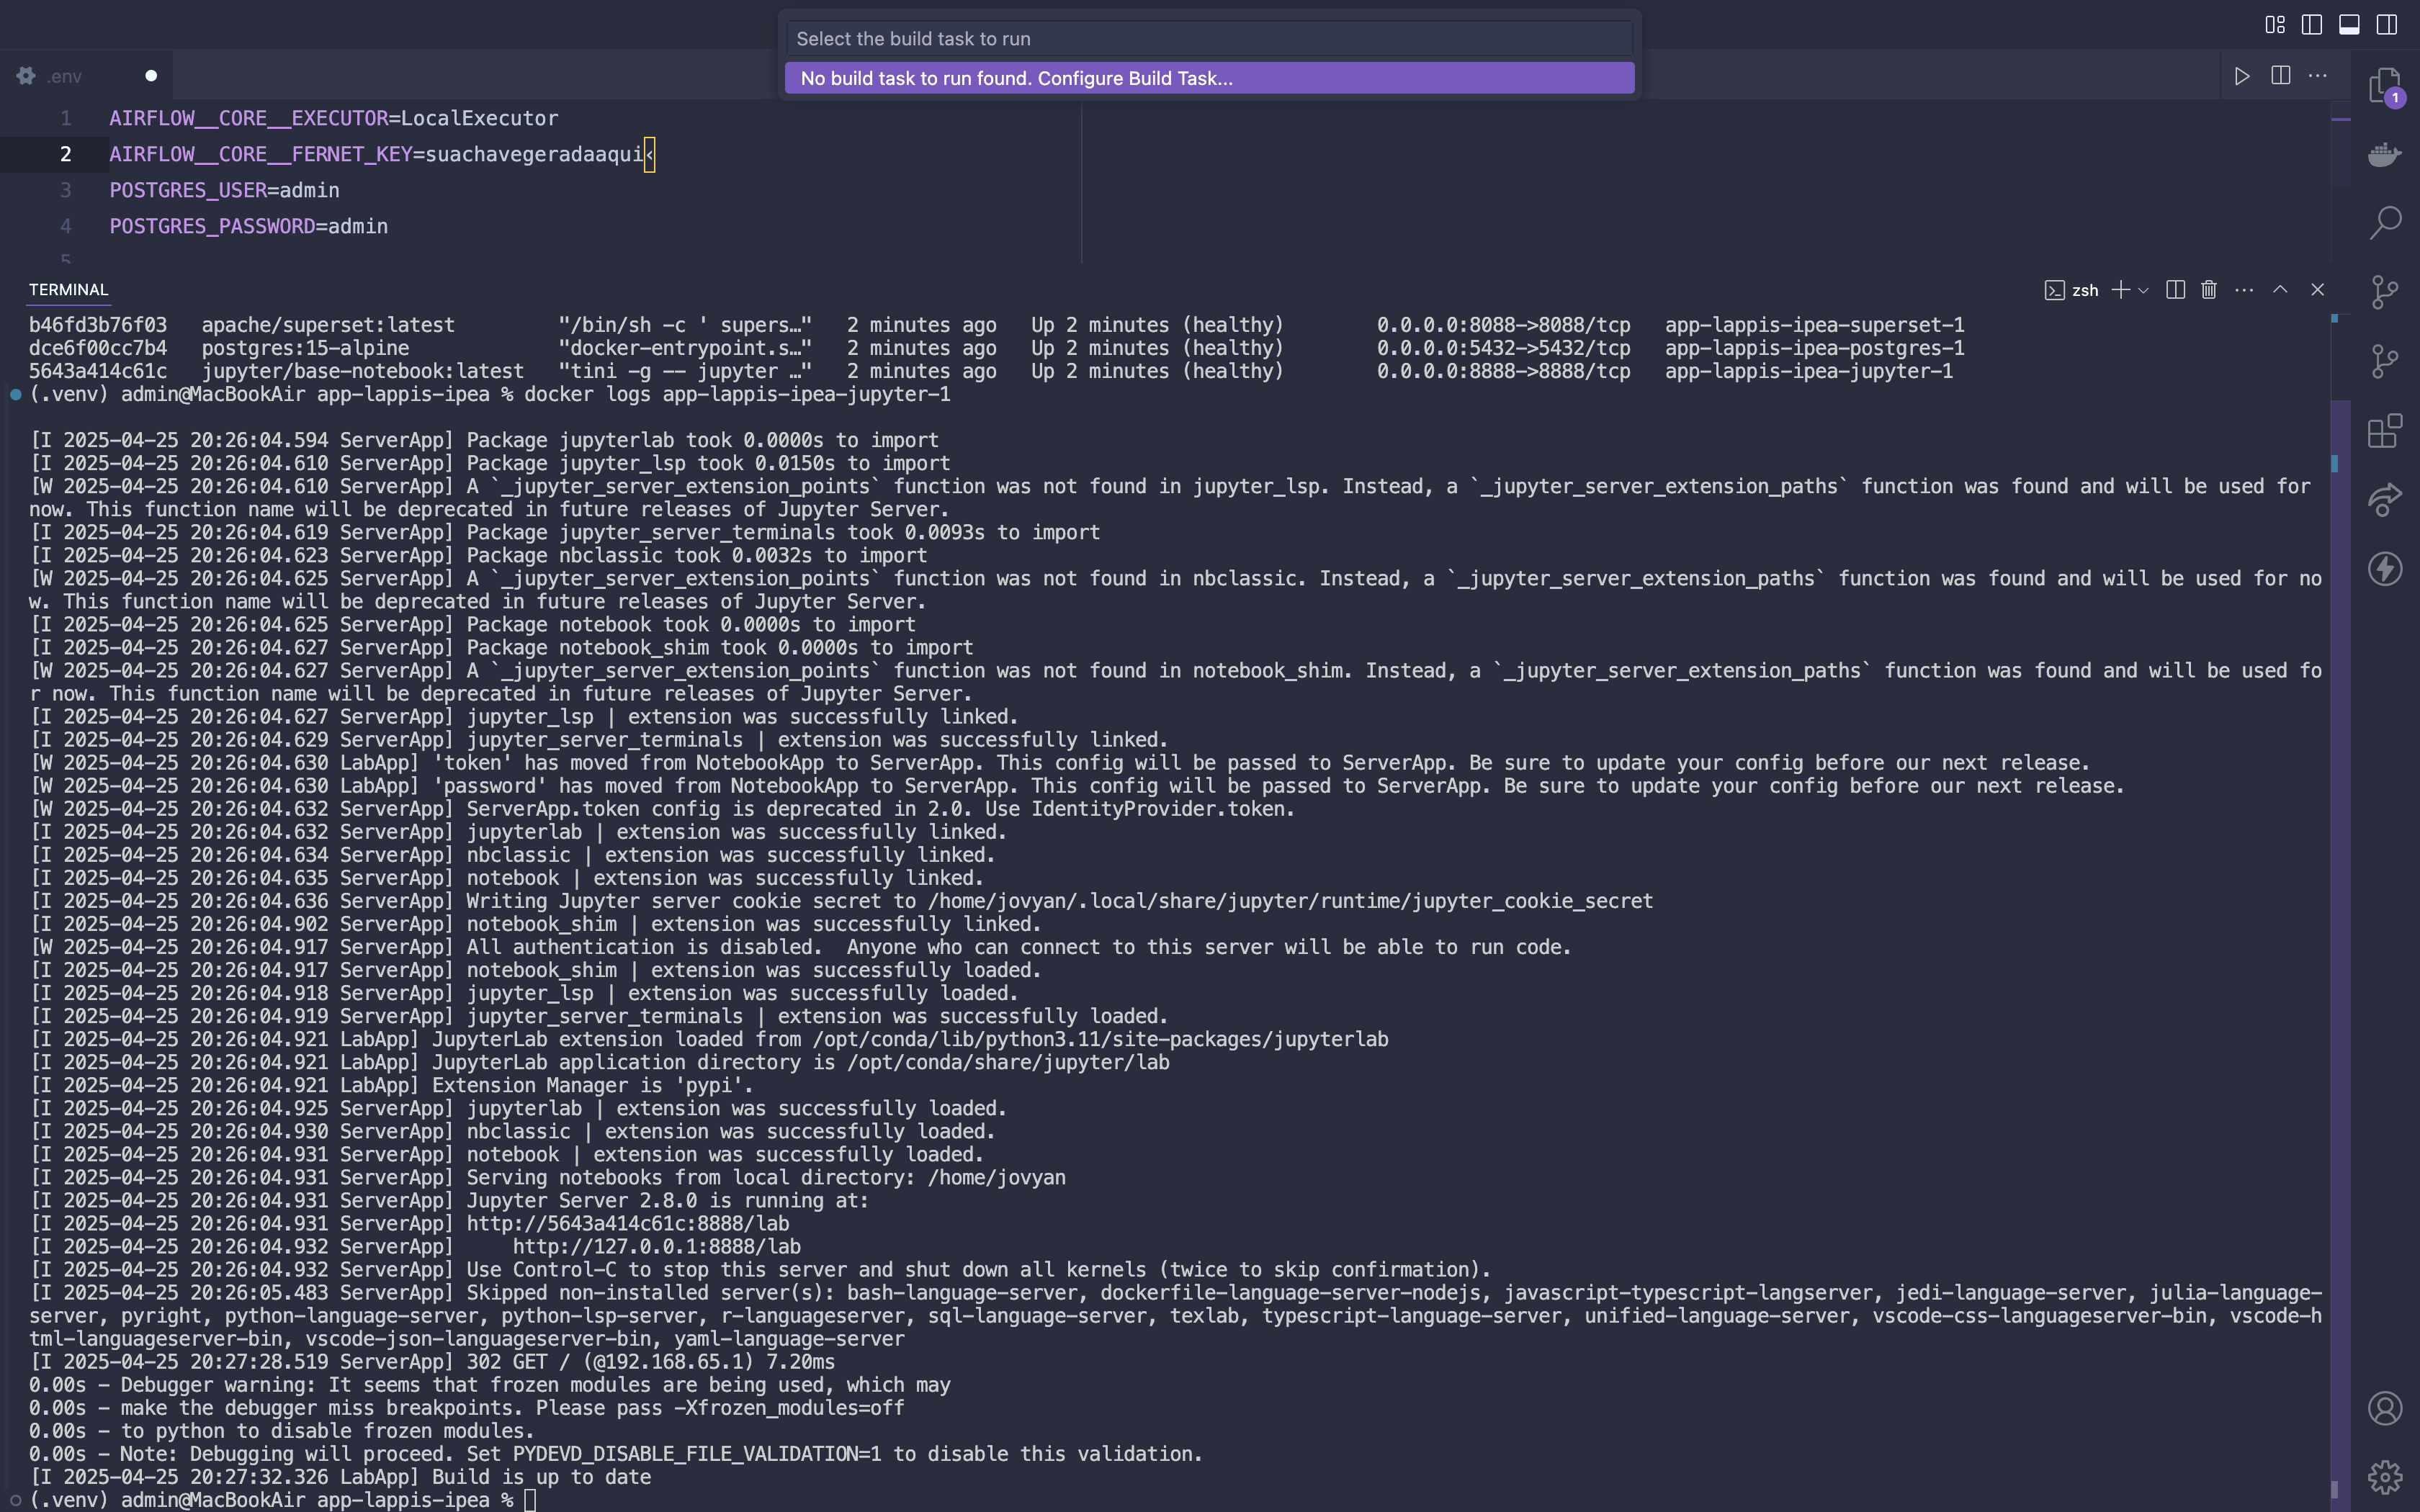 Select the build task to run
No build task to run found. Configure Build Task...
.env
1 AIRFLOW__CORE__EXECUTOR=LocalExecutor
2 AIRFLOW__CORE__FERNET_KEY=suachavegeradaaqui‹
3 POSTGRES_USER=admin
4 POSTGRES_PASSWORD=admin
5
1
TERMINAL
zsh
b46fd3b76f03 apache/superset:latest "/bin/sh -c ' supers…" 2 minutes ago Up 2 minutes (healthy) 0.0.0.0:8088->8088/tcp app-lappis-ipea-superset-1
dce6f00cc7b4 postgres:15-alpine "docker-entrypoint.s…" 2 minutes ago Up 2 minutes (healthy) 0.0.0.0:5432->5432/tcp app-lappis-ipea-postgres-1
5643a414c61c jupyter/base-notebook:latest "tini -g -- jupyter …" 2 minutes ago Up 2 minutes (healthy) 0.0.0.0:8888->8888/tcp app-lappis-ipea-jupyter-1
(.venv) admin@MacBookAir app-lappis-ipea % docker logs app-lappis-ipea-jupyter-1
[I 2025-04-25 20:26:04.594 ServerApp] Package jupyterlab took 0.0000s to import
[I 2025-04-25 20:26:04.610 ServerApp] Package jupyter_lsp took 0.0150s to import
[W 2025-04-25 20:26:04.610 ServerApp] A `_jupyter_server_extension_points` function was not found in jupyter_lsp. Instead, a `_jupyter_server_extension_paths` function was found and will be used for
now. This function name will be deprecated in future releases of Jupyter Server.
[I 2025-04-25 20:26:04.619 ServerApp] Package jupyter_server_terminals took 0.0093s to import
[I 2025-04-25 20:26:04.623 ServerApp] Package nbclassic took 0.0032s to import
[W 2025-04-25 20:26:04.625 ServerApp] A `_jupyter_server_extension_points` function was not found in nbclassic. Instead, a `_jupyter_server_extension_paths` function was found and will be used for no
w. This function name will be deprecated in future releases of Jupyter Server.
[I 2025-04-25 20:26:04.625 ServerApp] Package notebook took 0.0000s to import
[I 2025-04-25 20:26:04.627 ServerApp] Package notebook_shim took 0.0000s to import
[W 2025-04-25 20:26:04.627 ServerApp] A `_jupyter_server_extension_points` function was not found in notebook_shim. Instead, a `_jupyter_server_extension_paths` function was found and will be used fo
r now. This function name will be deprecated in future releases of Jupyter Server.
[I 2025-04-25 20:26:04.627 ServerApp] jupyter_lsp | extension was successfully linked.
[I 2025-04-25 20:26:04.629 ServerApp] jupyter_server_terminals | extension was successfully linked.
[W 2025-04-25 20:26:04.630 LabApp] 'token' has moved from NotebookApp to ServerApp. This config will be passed to ServerApp. Be sure to update your config before our next release.
[W 2025-04-25 20:26:04.630 LabApp] 'password' has moved from NotebookApp to ServerApp. This config will be passed to ServerApp. Be sure to update your config before our next release.
[W 2025-04-25 20:26:04.632 ServerApp] ServerApp.token config is deprecated in 2.0. Use IdentityProvider.token.
[I 2025-04-25 20:26:04.632 ServerApp] jupyterlab | extension was successfully linked.
[I 2025-04-25 20:26:04.634 ServerApp] nbclassic | extension was successfully linked.
[I 2025-04-25 20:26:04.635 ServerApp] notebook | extension was successfully linked.
[I 2025-04-25 20:26:04.636 ServerApp] Writing Jupyter server cookie secret to /home/jovyan/.local/share/jupyter/runtime/jupyter_cookie_secret
[I 2025-04-25 20:26:04.902 ServerApp] notebook_shim | extension was successfully linked.
[W 2025-04-25 20:26:04.917 ServerApp] All authentication is disabled.  Anyone who can connect to this server will be able to run code.
[I 2025-04-25 20:26:04.917 ServerApp] notebook_shim | extension was successfully loaded.
[I 2025-04-25 20:26:04.918 ServerApp] jupyter_lsp | extension was successfully loaded.
[I 2025-04-25 20:26:04.919 ServerApp] jupyter_server_terminals | extension was successfully loaded.
[I 2025-04-25 20:26:04.921 LabApp] JupyterLab extension loaded from /opt/conda/lib/python3.11/site-packages/jupyterlab
[I 2025-04-25 20:26:04.921 LabApp] JupyterLab application directory is /opt/conda/share/jupyter/lab
[I 2025-04-25 20:26:04.921 LabApp] Extension Manager is 'pypi'.
[I 2025-04-25 20:26:04.925 ServerApp] jupyterlab | extension was successfully loaded.
[I 2025-04-25 20:26:04.930 ServerApp] nbclassic | extension was successfully loaded.
[I 2025-04-25 20:26:04.931 ServerApp] notebook | extension was successfully loaded.
[I 2025-04-25 20:26:04.931 ServerApp] Serving notebooks from local directory: /home/jovyan
[I 2025-04-25 20:26:04.931 ServerApp] Jupyter Server 2.8.0 is running at:
[I 2025-04-25 20:26:04.931 ServerApp] http://5643a414c61c:8888/lab
[I 2025-04-25 20:26:04.932 ServerApp]     http://127.0.0.1:8888/lab
[I 2025-04-25 20:26:04.932 ServerApp] Use Control-C to stop this server and shut down all kernels (twice to skip confirmation).
[I 2025-04-25 20:26:05.483 ServerApp] Skipped non-installed server(s): bash-language-server, dockerfile-language-server-nodejs, javascript-typescript-langserver, jedi-language-server, julia-language-
server, pyright, python-language-server, python-lsp-server, r-languageserver, sql-language-server, texlab, typescript-language-server, unified-language-server, vscode-css-languageserver-bin, vscode-h
tml-languageserver-bin, vscode-json-languageserver-bin, yaml-language-server
[I 2025-04-25 20:27:28.519 ServerApp] 302 GET / (@192.168.65.1) 7.20ms
0.00s - Debugger warning: It seems that frozen modules are being used, which may
0.00s - make the debugger miss breakpoints. Please pass -Xfrozen_modules=off
0.00s - to python to disable frozen modules.
0.00s - Note: Debugging will proceed. Set PYDEVD_DISABLE_FILE_VALIDATION=1 to disable this validation.
[I 2025-04-25 20:27:32.326 LabApp] Build is up to date
(.venv) admin@MacBookAir app-lappis-ipea %